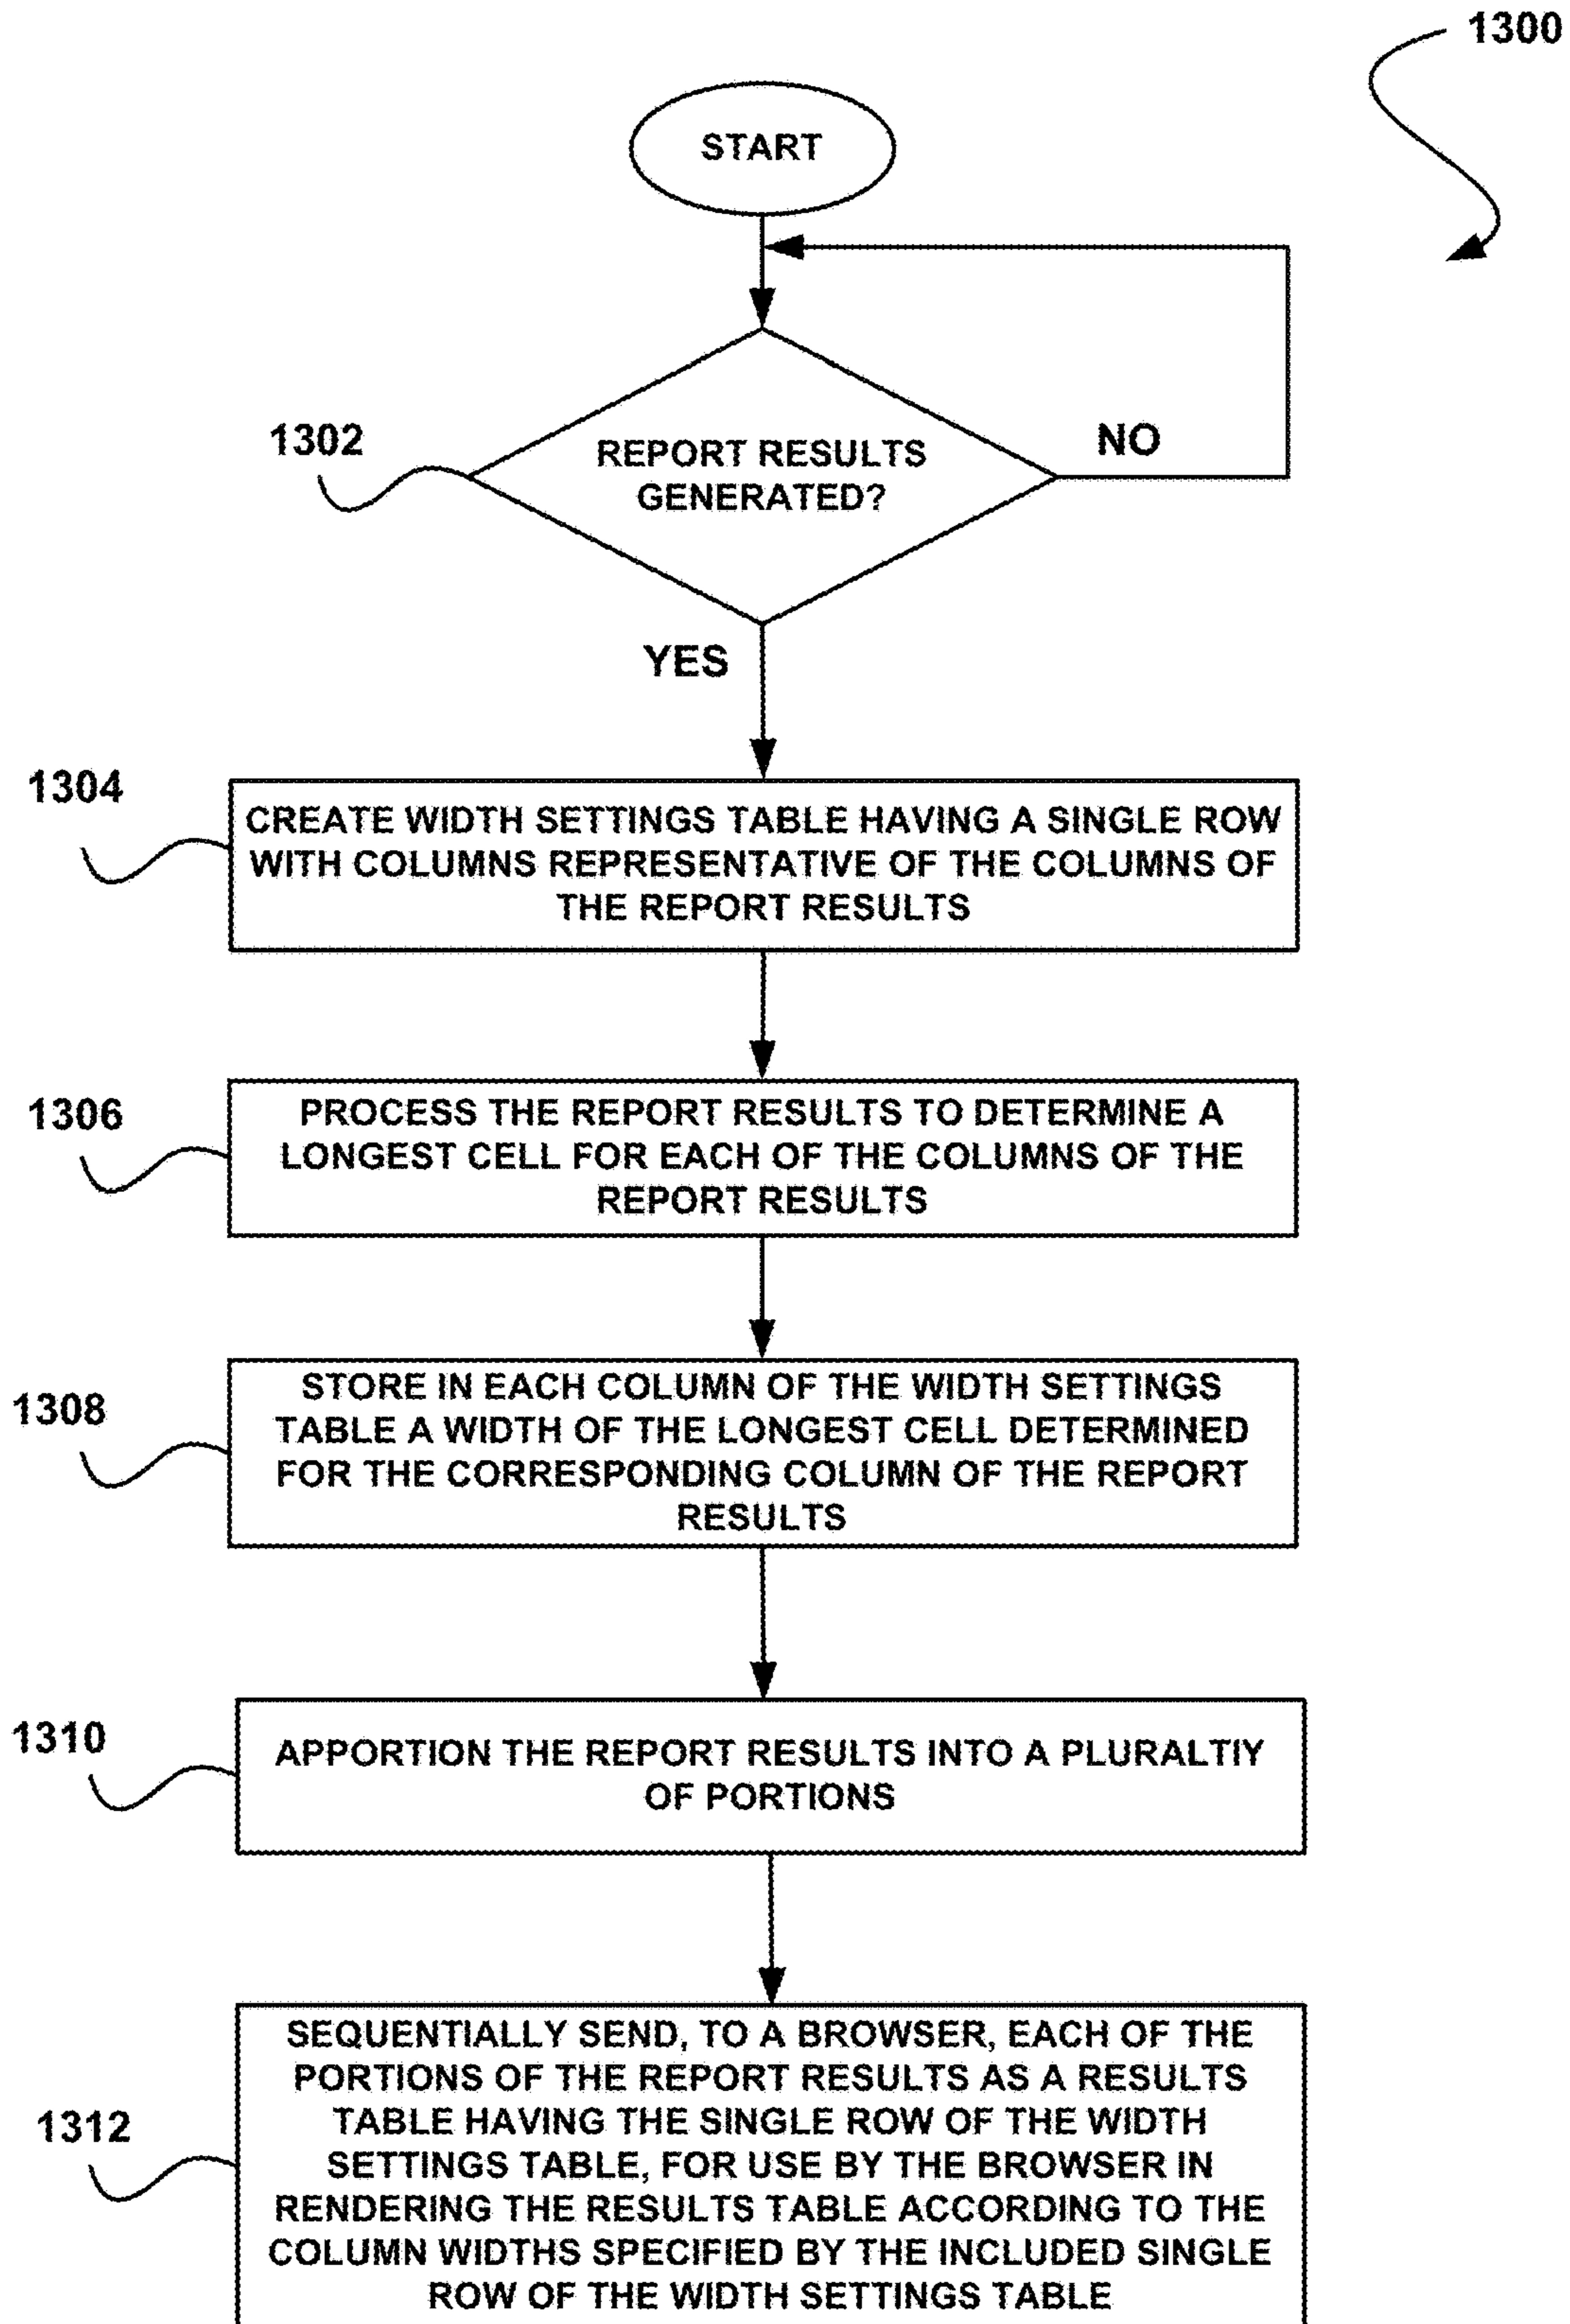 1300
START
1302
REPORT RESULTS
GENERATED?
NO
YES
1304
CREATE WIDTH SETTINGS TABLE HAVING A SINGLE ROW
WITH COLUMNS REPRESENTATIVE OF THE COLUMNS OF
THE REPORT RESULTS
1306
PROCESS THE REPORT RESULTS TO DETERMINE A
LONGEST CELL FOR EACH OF THE COLUMNS OF THE
REPORT RESULTS
1308
STORE IN EACH COLUMN OF THE WIDTH SETTINGS
TABLE A WIDTH OF THE LONGEST CELL DETERMINED
FOR THE CORRESPONDING COLUMN OF THE REPORT
RESULTS
1310
APPORTION THE REPORT RESULTS INTO A PLURALTIY
OF PORTIONS
1312
SEQUENTIALLY SEND, TO A BROWSER, EACH OF THE
PORTIONS OF THE REPORT RESULTS AS A RESULTS
TABLE HAVING THE SINGLE ROW OF THE WIDTH
SETTINGS TABLE, FOR USE BY THE BROWSER IN
RENDERING THE RESULTS TABLE ACCORDING TO THE
COLUMN WIDTHS SPECIFIED BY THE INCLUDED SINGLE
ROW OF THE WIDTH SETTINGS TABLE